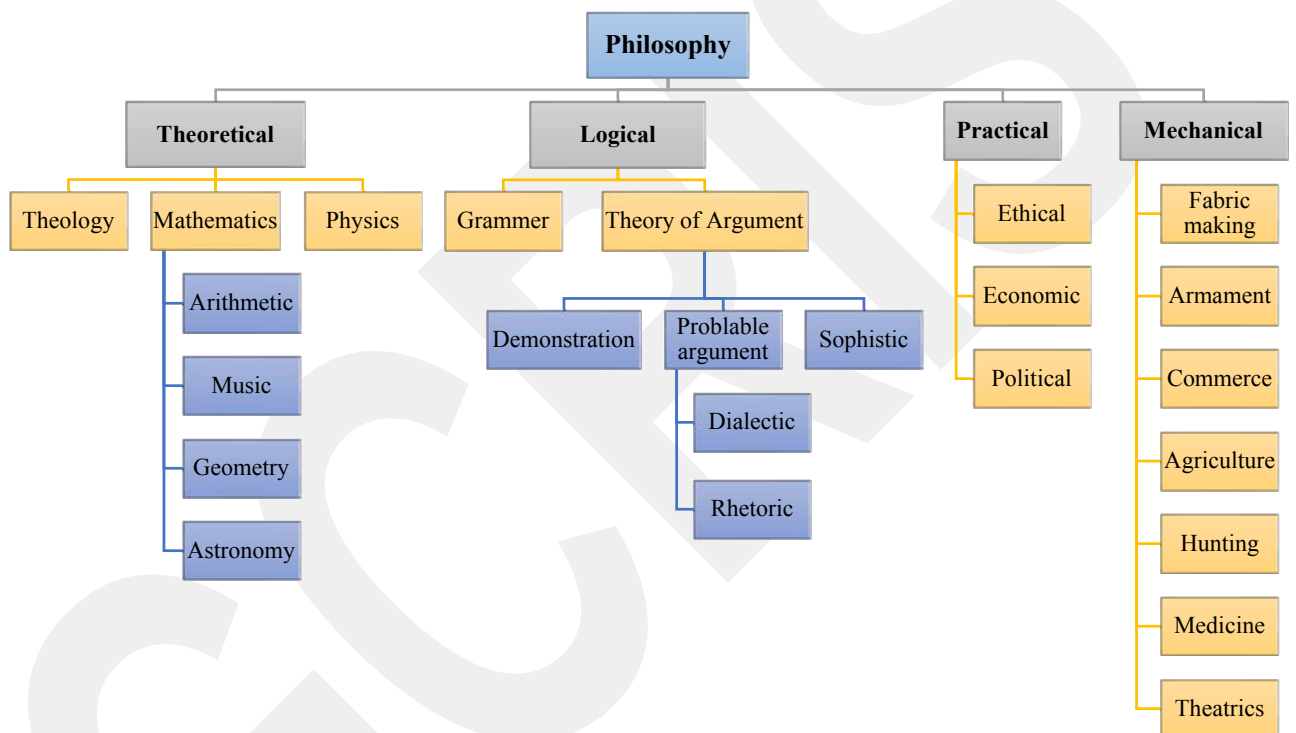 Philosophy
Theoretical
Logical
Practical
Mechanical
Theology
Mathematics
Physics
Grammer
Theory of Argument
Ethical
Fabric
making
Arithmetic
Demonstration
Problable
argument
Sophistic
Economic
Armament
Music
Dialectic
Political
Commerce
Geometry
Rhetoric
Agriculture
Astronomy
Hunting
Medicine
Theatrics